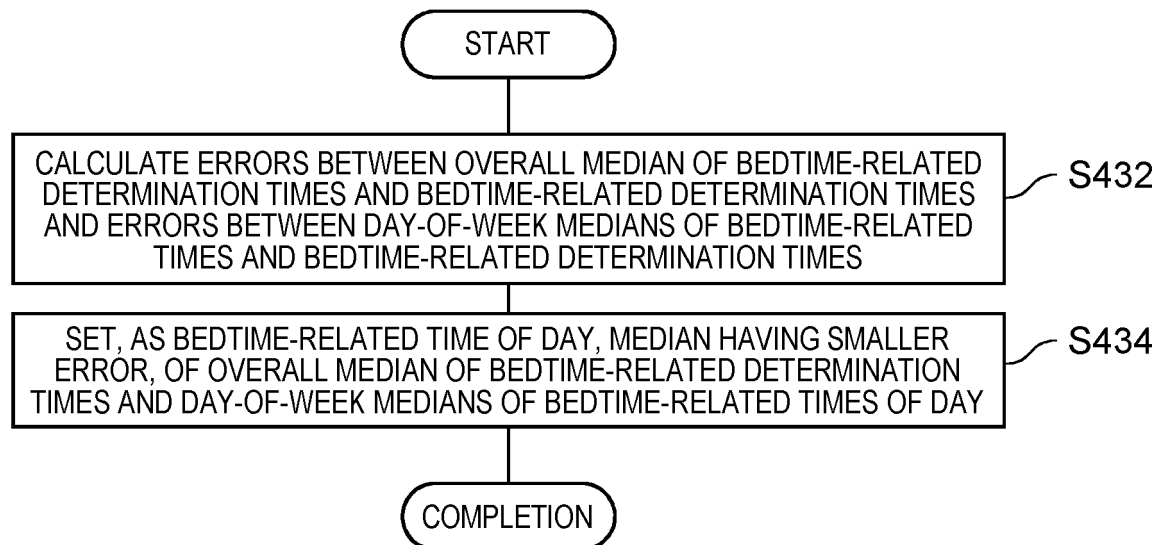 START
CALCULATE ERRORS BETWEEN OVERALL MEDIAN OF BEDTIME-RELATED
DETERMINATION TIMES AND BEDTIME-RELATED DETERMINATION TIMES
AND ERRORS BETWEEN DAY-OF-WEEK MEDIANS OF BEDTIME-RELATED
TIMES AND BEDTIME-RELATED DETERMINATION TIMES
S432
SET, AS BEDTIME-RELATED TIME OF DAY, MEDIAN HAVING SMALLER
ERROR, OF OVERALL MEDIAN OF BEDTIME-RELATED DETERMINATION
TIMES AND DAY-OF-WEEK MEDIANS OF BEDTIME-RELATED TIMES OF DAY
S434
COMPLETION